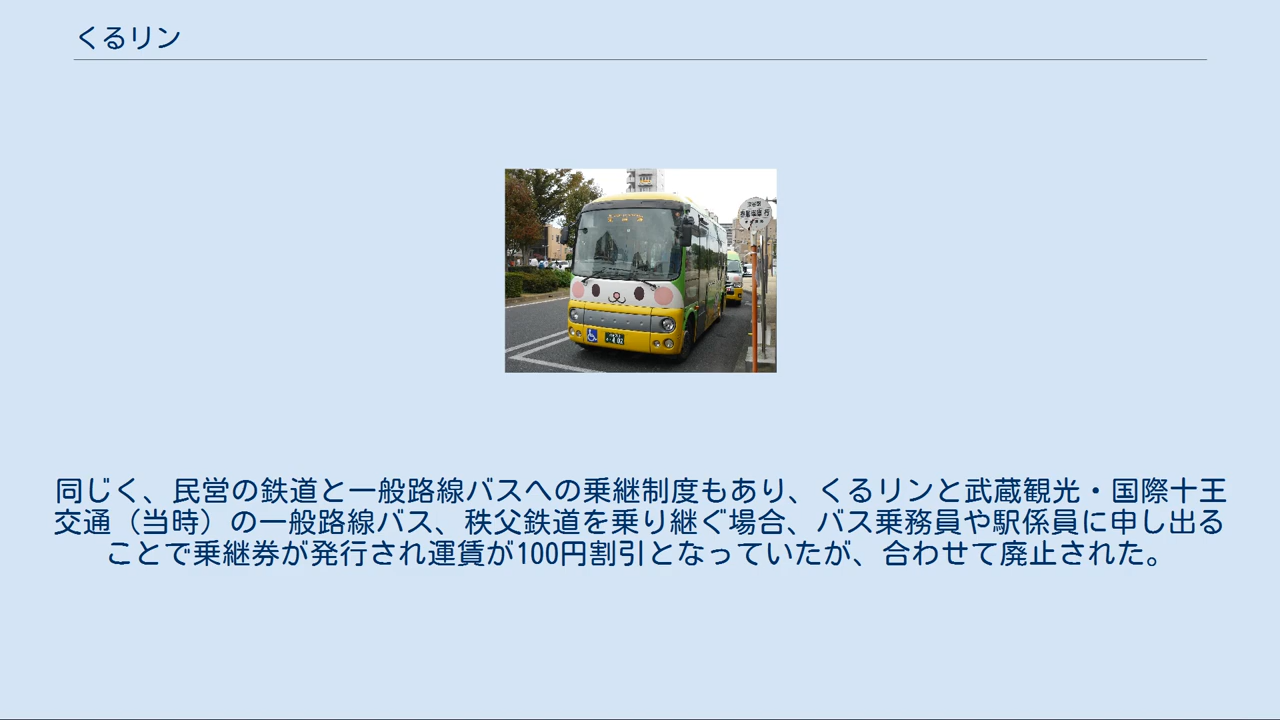 くるリン
同じく、民営の鉄道と一般路線バスへの乗継制度もあり、くるリンと武蔵観光・国際十王
交通（当時）の一般路線バス、秩父鉄道を乗り継ぐ場合、バス乗務員や駅係員に申し出る
ことで乗継券が発行され運賃が100円割引となっていたが、合わせて廃止された。